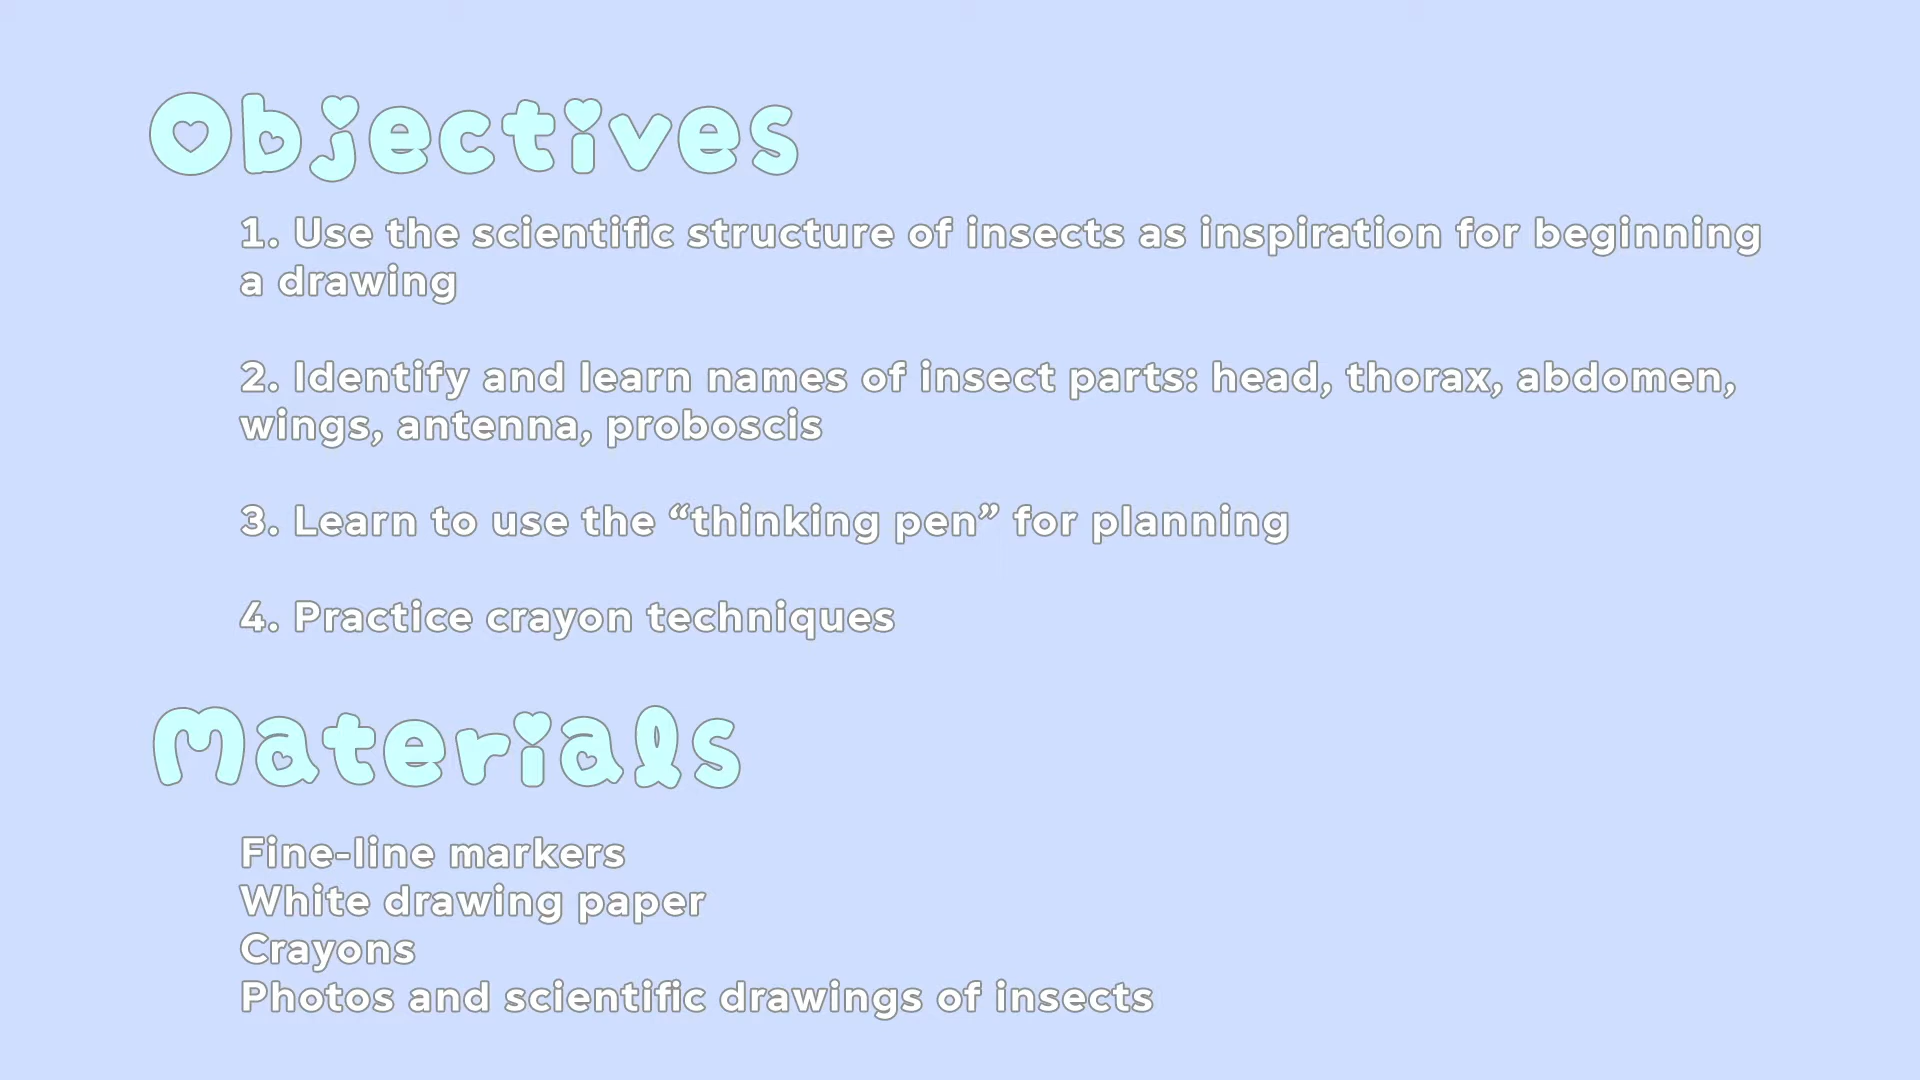 Objectives
1. Use the scientific structure of insects as inspiration for beginning
a drawing
2. Identify and learn names of insect parts: head, thorax, abdomen,
wings, antenna, proboscis
3. Learn to use the “thinking pen” for planning
4. Practice crayon techniques
Materials
Fine-line markers
White drawing paper
Crayons
Photos and scientific drawings of insects